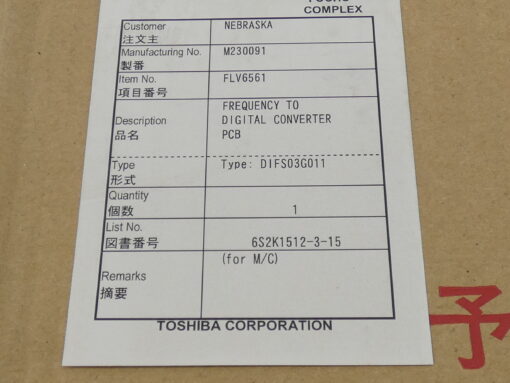 COMPLEX
Customer NEBRASKA
注文主
Manufacturing No. M230091
製番
Item No. FLV6561
項目番号
Description
品名
FREQUENCY TO
DIGITAL CONVERTER
PCB
Type Type: DIFS03G011
形式
Quantity
個数 1
List No.
図書番号 6S2K1512-3-15
Remarks
摘要
(for M/C)
TOSHIBA CORPORATION
予